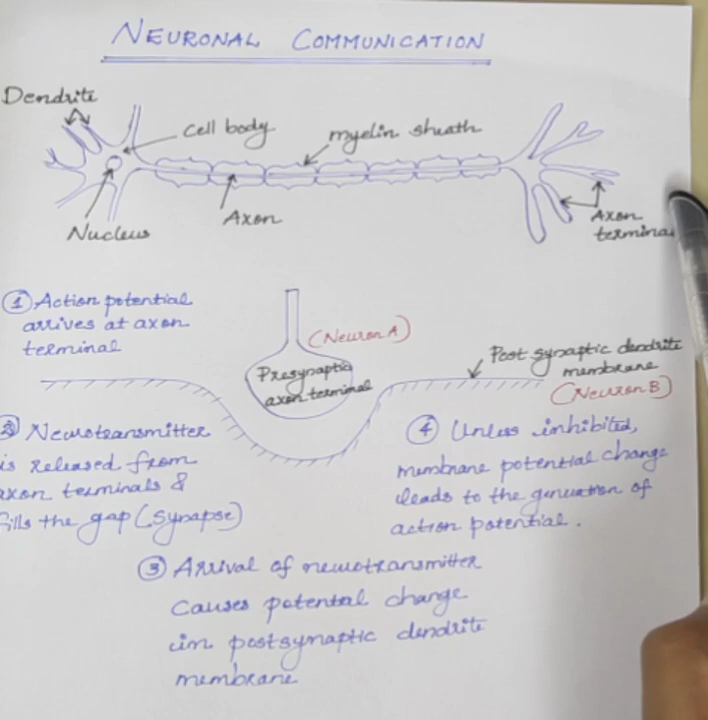 NEURONAL COMMUNICATION
Dendrite
Cell body
myelin sheath
Nucleus
Axon
Axon
termina
① Action potential
arrives at axon
terminal
(Neuron A)
Presynaptic
axon terminal
Post synaptic dendrite
membrane
(Neuron B)
② Neurotransmitter
is released from
axon terminals &
fills the gap (synapse)
④ Unless inhibited,
membrane potential change
leads to the generation of
action potential.
③ Arrival of neurotransmitter
causes potental change
in postsynaptic dendrite
membrane